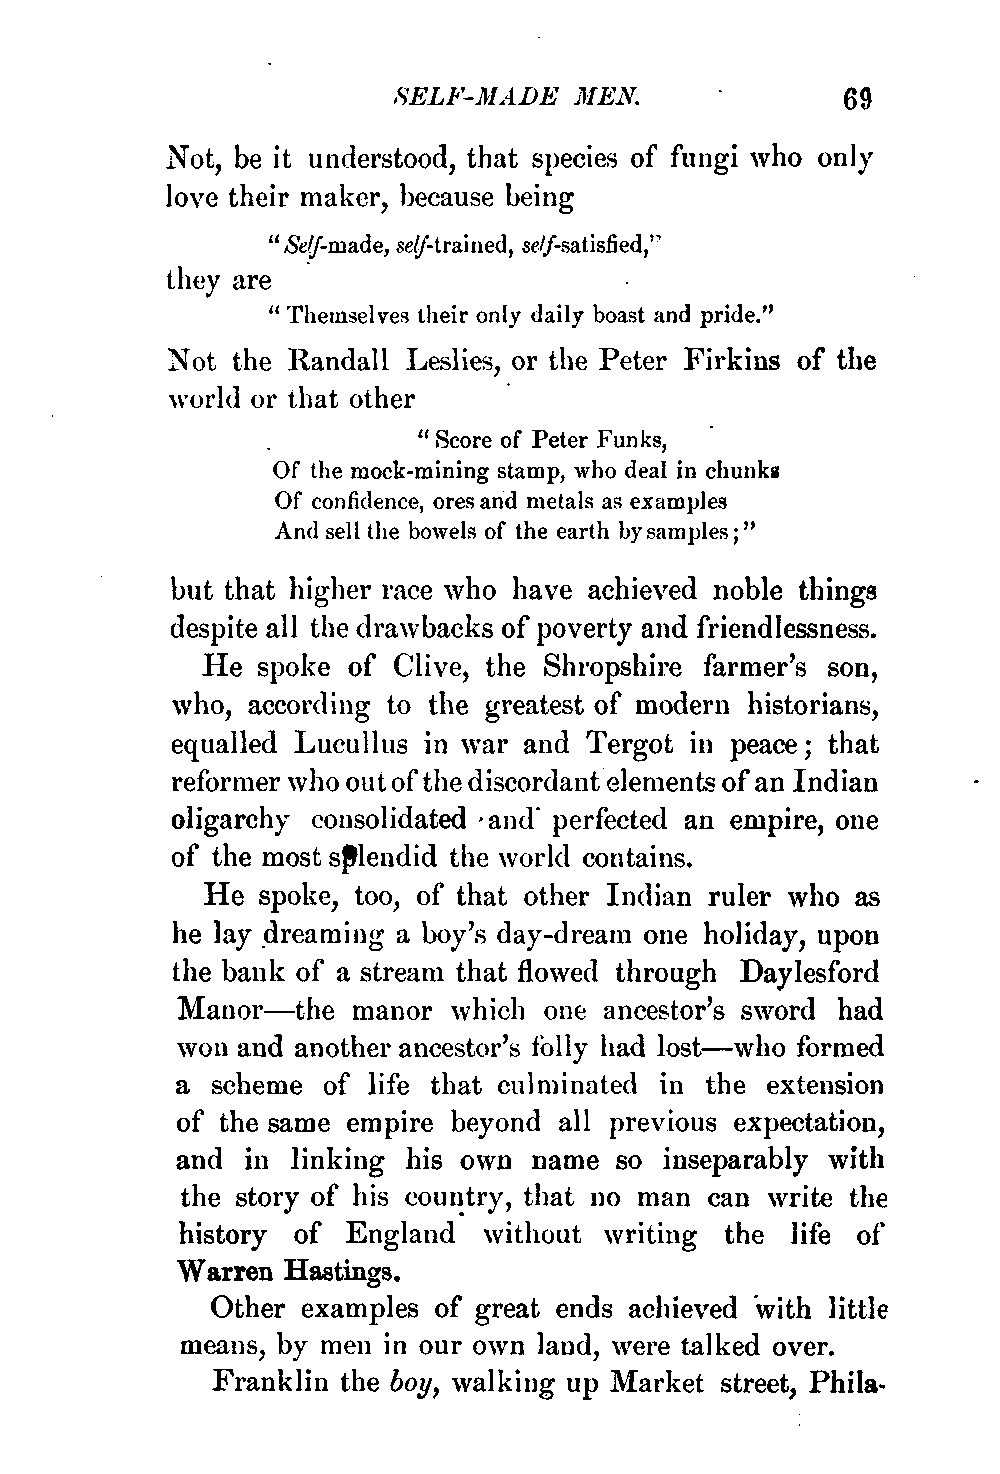 SELF-MADE MEN. 69
Not, be it understood, that species of fungi who only
love their maker, because being
"Self-made, self-trained, self-satisfied,"
they are
"Themselves their only daily boast and pride."
Not the Randall Leslies, or the Peter Firkins of the
world or that other
"Score of Peter Funks,
Of the mock-mining stamp, who deal in chunks
Of confidence, ores and metals as examples
And sell the bowels of the earth by samples;"
but that higher race who have achieved noble things
despite all the drawbacks of poverty and friendlessness.
He spoke of Clive, the Shropshire farmer's son,
who, according to the greatest of modern historians,
equalled Lucullus in war and Tergot in peace; that
reformer who out of the discordant elements of an Indian
oligarchy consolidated and perfected an empire, one
of the most splendid the world contains.
He spoke, too, of that other Indian ruler who as
he lay dreaming a boy's day-dream one holiday, upon
the bank of a stream that flowed through Daylesford
Manor—the manor which one ancestor's sword had
won and another ancestor's folly had lost—who formed
a scheme of life that culminated in the extension
of the same empire beyond all previous expectation,
and in linking his own name so inseparably with
the story of his country, that no man can write the
history of England without writing the life of
Warren Hastings.
Other examples of great ends achieved with little
means, by men in our own land, were talked over.
Franklin the boy, walking up Market street, Phila-